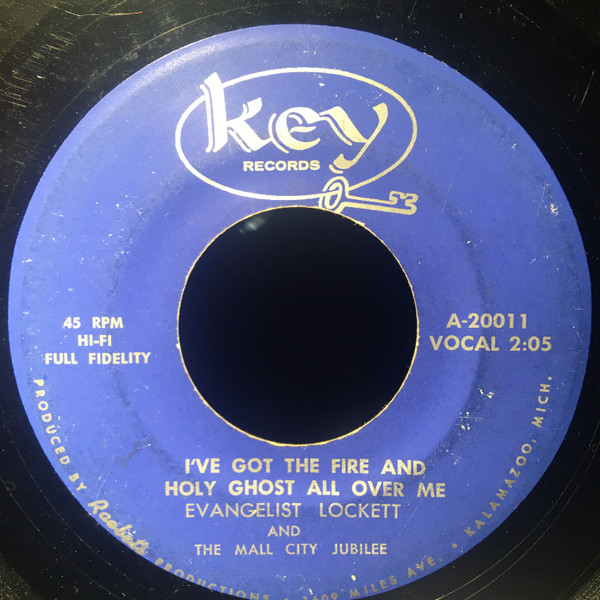 key
RECORDS
45 RPM
HI-FI
FULL FIDELITY
A-20011
VOCAL 2:05
I'VE GOT THE FIRE AND
HOLY GHOST ALL OVER ME
EVANGELIST LOCKETT
AND
THE MALL CITY JUBILEE
PRODUCED BY PRODUCTIONS • MILES AVE. • KALAMAZOO, MICH.